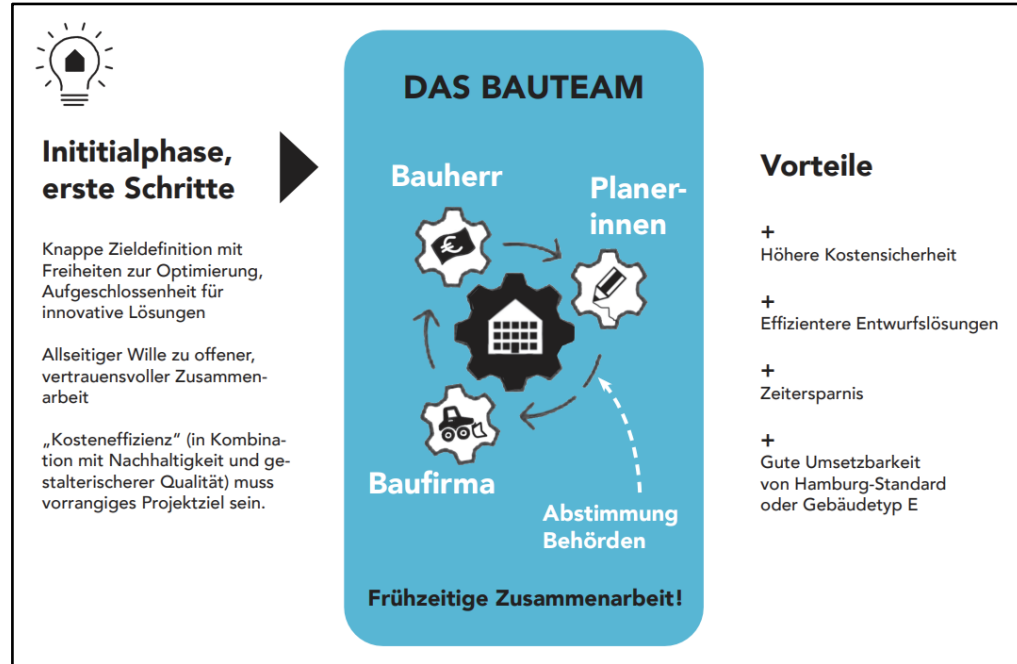 Inititialphase,
erste Schritte
Knappe Zieldefinition mit
Freiheiten zur Optimierung,
Aufgeschlossenheit für
innovative Lösungen
Allseitiger Wille zu offener,
vertrauensvoller Zusammen-
arbeit
„Kosteneffizienz“ (in Kombina-
tion mit Nachhaltigkeit und ge-
stalterischerer Qualität) muss
vorrangiges Projektziel sein.
DAS BAUTEAM
Bauherr
Planer-
innen
€
Baufirma
Abstimmung
Behörden
Frühzeitige Zusammenarbeit!
Vorteile
+
Höhere Kostensicherheit
+
Effizientere Entwurfslösungen
+
Zeitersparnis
+
Gute Umsetzbarkeit
von Hamburg-Standard
oder Gebäudetyp E